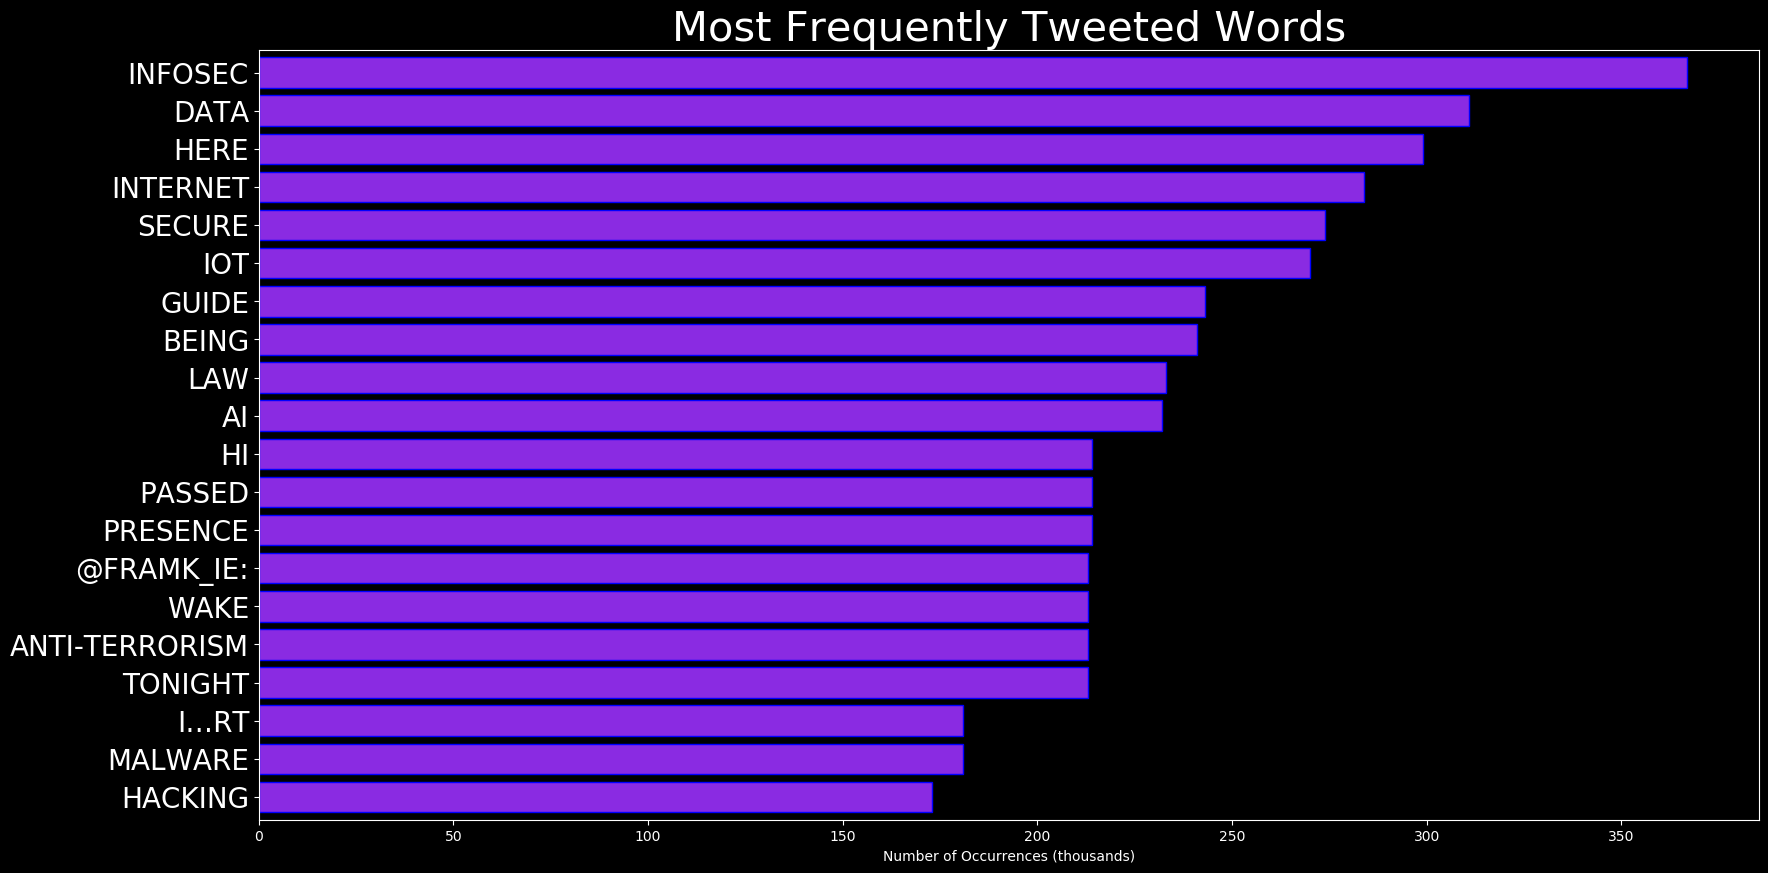 Most Frequently Tweeted Words
INFOSEC
DATA
HERE
INTERNET
SECURE
IOT
GUIDE
BEING
LAW
AI
HI
PASSED
PRESENCE
@FRAMK_IE:
WAKE
ANTI-TERRORISM
TONIGHT
I...RT
MALWARE
HACKING
0 50 100 150 200 250 300 350
Number of Occurrences (thousands)